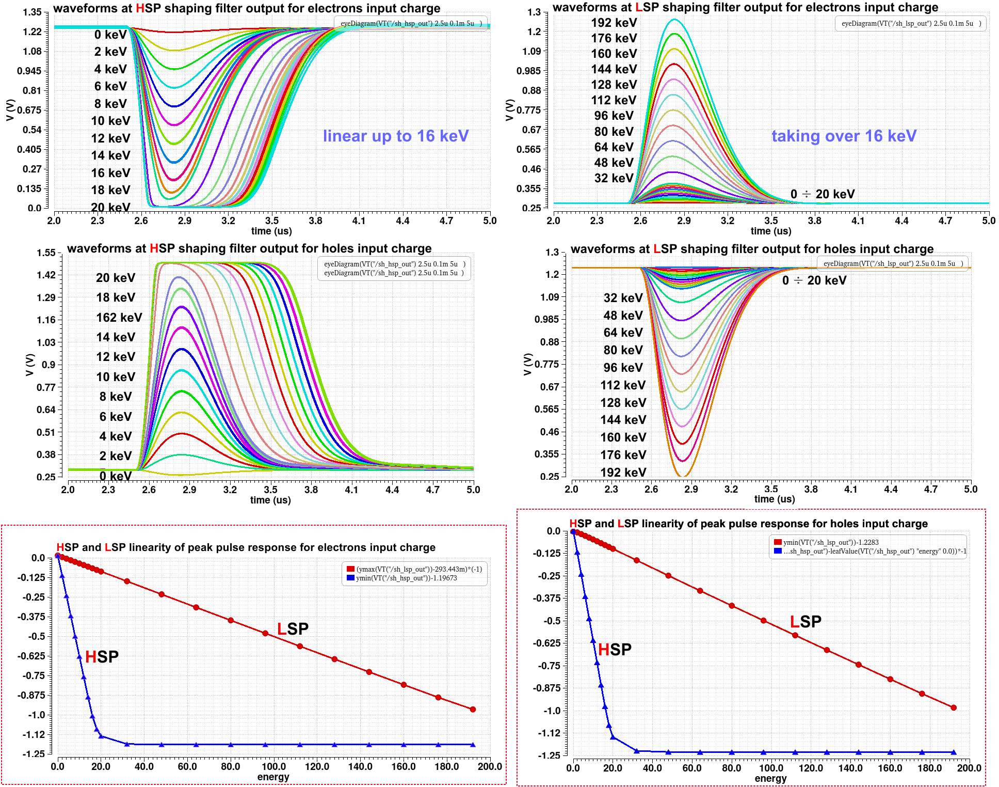 waveforms at HSP shaping filter output for electrons input charge
eyeDiagram(VT("/sh_hsp_out") 2.5u 0.1m 5u )
1.35
1.22
1.08
0.945
0.81
0.675
0.54
0.405
0.27
0.135
0.0
V (V)
0 keV
2 keV
4 keV
6 keV
8 keV
10 keV
12 keV
14 keV
16 keV
18 keV
20 keV
linear up to 16 keV
2.0 2.3 2.6 2.9 3.2 3.5 3.8 4.1 4.4 4.7 5.0
time (us)
waveforms at LSP shaping filter output for electrons input charge
eyeDiagram(VT("/sh_lsp_out") 2.5u 0.1m 5u )
1.3
1.2
1.09
0.985
0.88
0.775
0.67
0.565
0.46
0.355
0.25
V (V)
192 keV
176 keV
160 keV
144 keV
128 keV
112 keV
96 keV
80 keV
64 keV
48 keV
32 keV
taking over 16 keV
0 ÷ 20 keV
2.0 2.3 2.6 2.9 3.2 3.5 3.8 4.1 4.4 4.7 5.0
time (us)
waveforms at HSP shaping filter output for holes input charge
eyeDiagram(VT("/sh_hsp_out") 2.5u 0.1m 5u )
eyeDiagram(VT("/sh_hsp_out") 2.5u 0.1m 5u )
1.55
1.42
1.29
1.16
1.03
0.9
0.77
0.64
0.51
0.38
0.25
V (V)
20 keV
18 keV
162 keV
14 keV
12 keV
10 keV
8 keV
6 keV
4 keV
2 keV
0 keV
2.0 2.3 2.6 2.9 3.2 3.5 3.8 4.1 4.4 4.7 5.0
time (us)
waveforms at LSP shaping filter output for holes input charge
eyeDiagram(VT("/sh_lsp_out") 2.5u 0.1m 5u )
1.3
1.2
1.09
0.985
0.88
0.775
0.67
0.565
0.46
0.355
0.25
V (V)
0 ÷ 20 keV
32 keV
48 keV
64 keV
80 keV
96 keV
112 keV
128 keV
144 keV
160 keV
176 keV
192 keV
2.0 2.3 2.6 2.9 3.2 3.5 3.8 4.1 4.4 4.7 5.0
time (us)
HSP and LSP linearity of peak pulse response for electrons input charge
(ymax(VT("/sh_lsp_out"))-293.443m)*(-1)
ymin(VT("/sh_hsp_out"))-1.19673
0.0
-0.125
-0.25
-0.375
-0.5
-0.625
-0.75
-0.875
-1.0
-1.12
-1.25
LSP
HSP
0.0 20.0 40.0 60.0 80.0 100.0 120.0 140.0 160.0 180.0 200.0
energy
HSP and LSP linearity of peak pulse response for holes input charge
ymin(VT("/sh_lsp_out"))-1.2283
...sh_hsp_out")-leafValue(VT("/sh_hsp_out") "energy" 0.0))*-1
0.0
-0.125
-0.25
-0.375
-0.5
-0.625
-0.75
-0.875
-1.0
-1.12
-1.25
LSP
HSP
0.0 20.0 40.0 60.0 80.0 100.0 120.0 140.0 160.0 180.0 200.0
energy